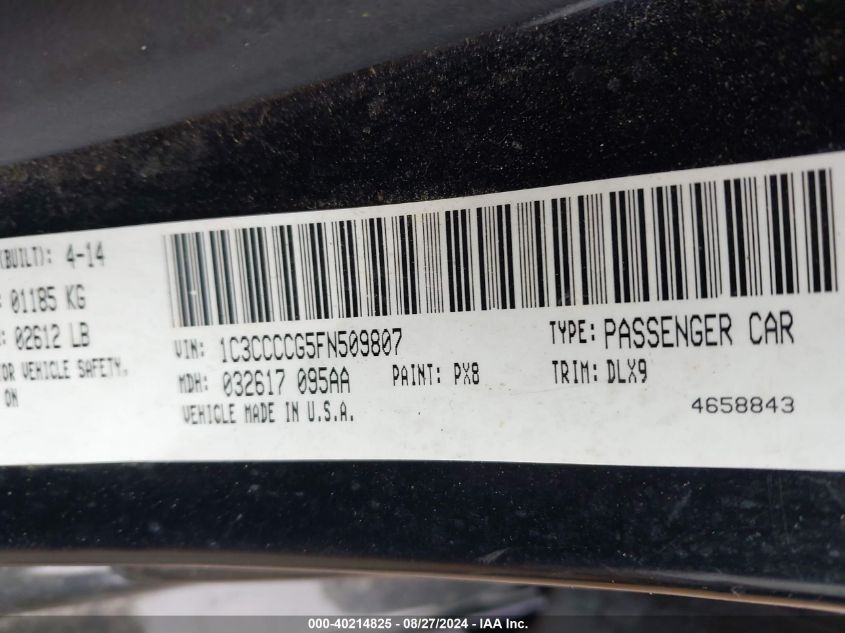 (BUILT): 4-14
: 01185 KG
: 02612 LB
OR VEHICLE SAFETY,
ON
VIN: 1C3CCCCG5FN509807 TYPE: PASSENGER CAR
MDH: 032617 095AA PAINT: PX8 TRIM: DLX9
VEHICLE MADE IN U.S.A. 4658843
000-40214825 | 08/27/2024 | IAA Inc.